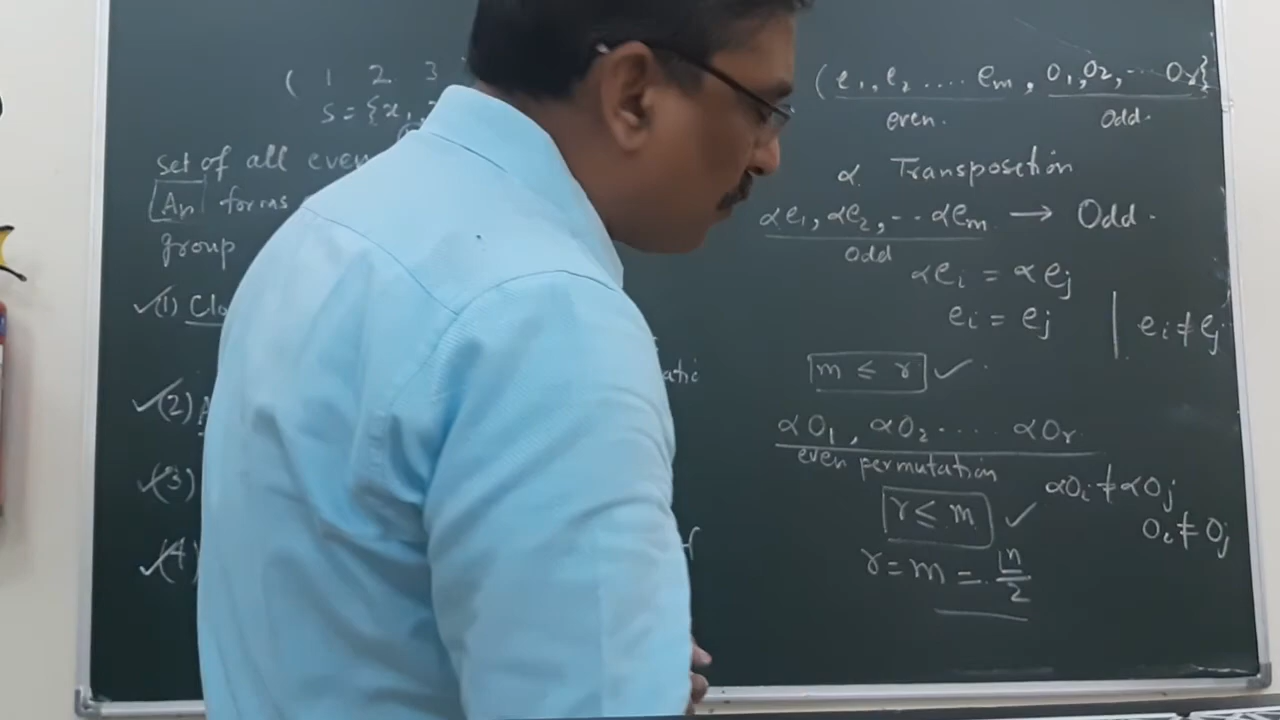 ( 1 2 3
S = {x,
set of all even
An forms
group
(1) Clo
(2) A
(3)
(4)
atic
f
(e1, e2 .... em, O1, O2, ... Or}
even. Odd.
α Transposetion
αe1, αe2, ... αem → Odd.
odd
αei = αej
ei = ej | ei ≠ ej
m ≤ r ✓
αO1, αO2 .... αOr
even permutation
αOi ≠ αOj
r ≤ m ✓
Oi ≠ Oj
r = m = |n/2